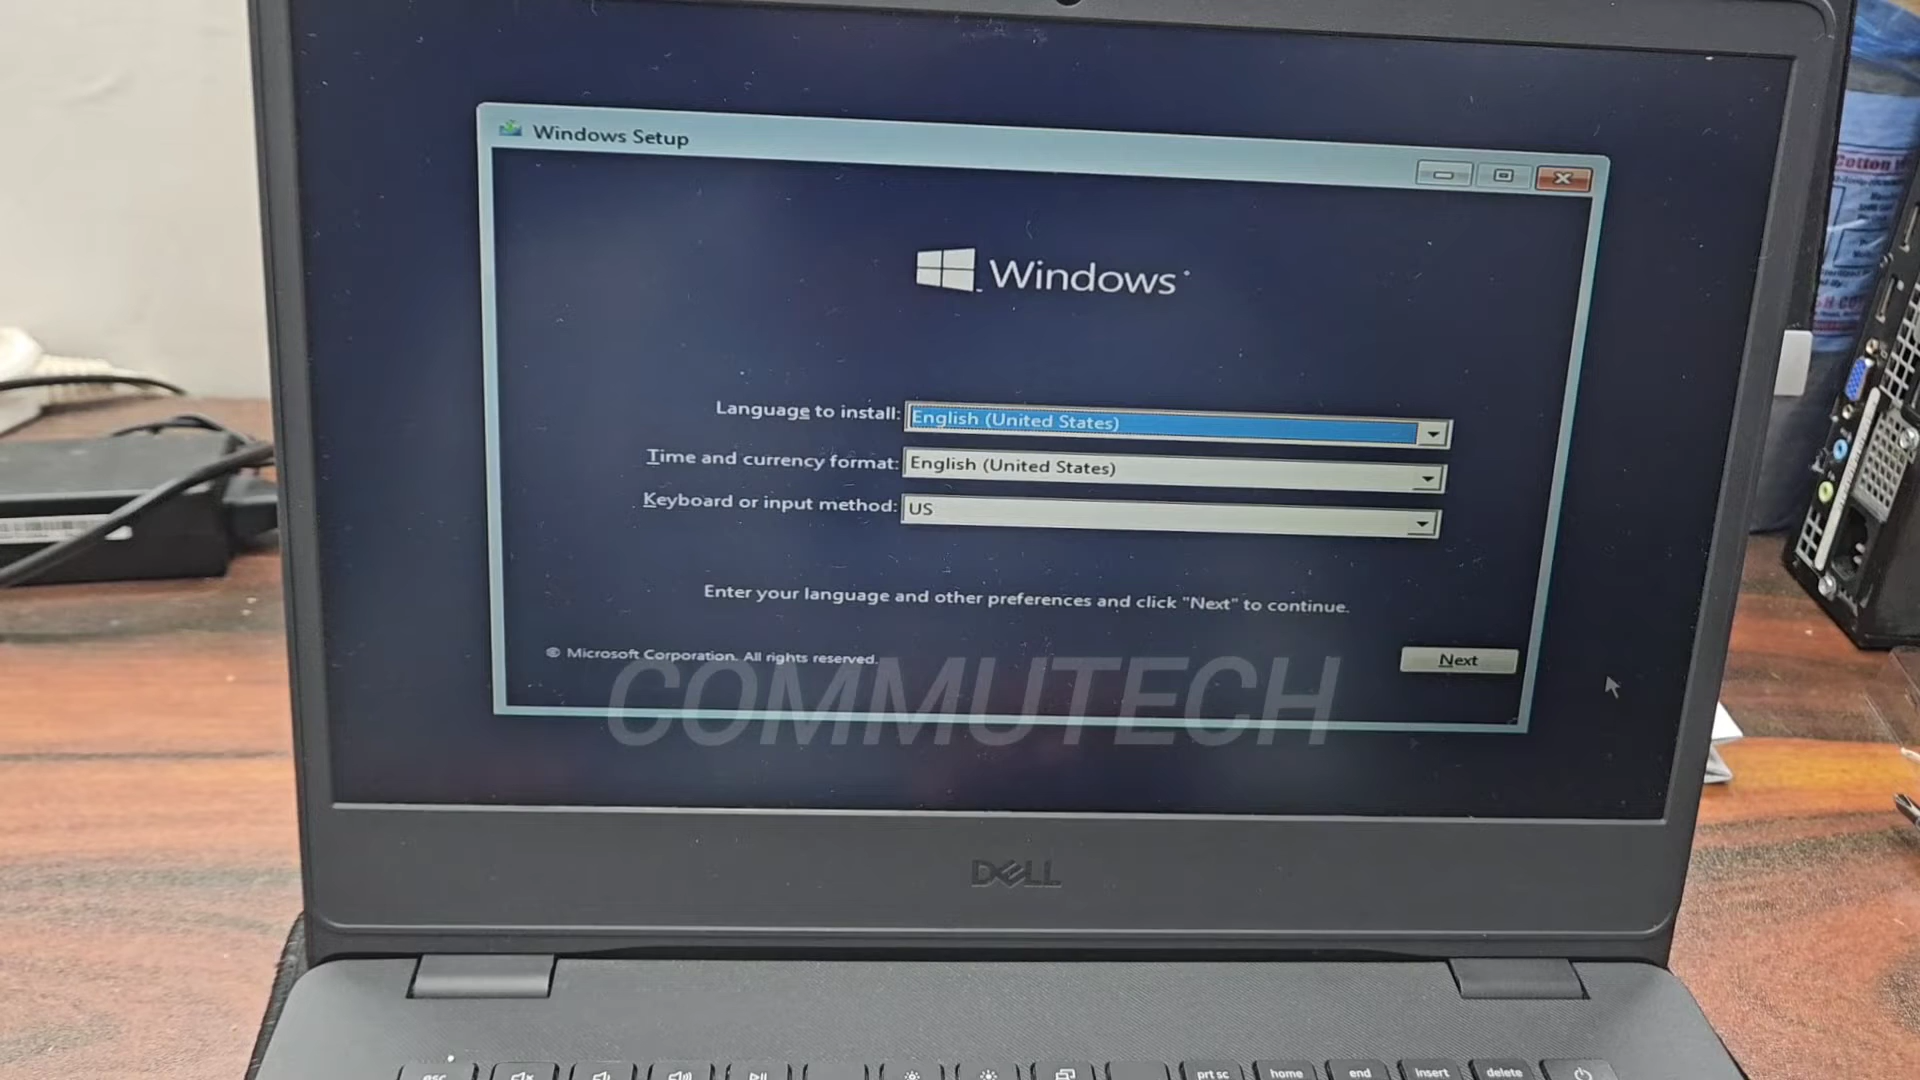 Windows Setup
Windows
Language to install: English (United States)
Time and currency format: English (United States)
Keyboard or input method: US
Enter your language and other preferences and click "Next" to continue.
© Microsoft Corporation. All rights reserved.
Next
COMMUTECH
DELL
esc
prt sc
home
end
insert
delete
Cotton